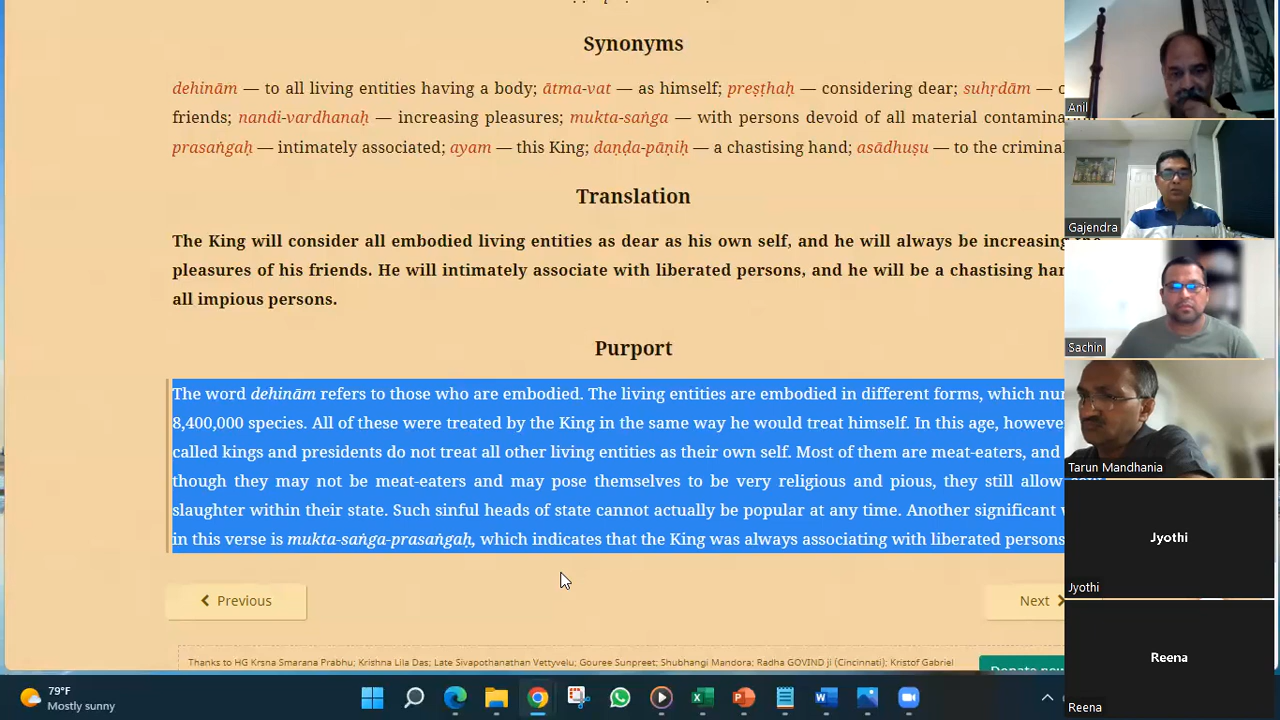 Synonyms
dehinām — to all living entities having a body; ātma-vat — as himself; preṣṭhaḥ — considering dear; suhṛdām —
friends; nandi-vardhanaḥ — increasing pleasures; mukta-saṅga — with persons devoid of all material
prasaṅgaḥ — intimately associated; ayam — this King; daṇḍa-pāṇiḥ — a chastising hand; asādhuṣu — to the
Translation
The King will consider all embodied living entities as dear as his own self, and he will always be increasing
pleasures of his friends. He will intimately associate with liberated persons, and he will be a chastising
all impious persons.
Purport
The word dehinām refers to those who are embodied. The living entities are embodied in different forms, which
8,400,000 species. All of these were treated by the King in the same way he would treat himself. In this age,
called kings and presidents do not treat all other living entities as their own self. Most of them are meat-eaters, and
though they may not be meat-eaters and may pose themselves to be very religious and pious, they still allow
slaughter within their state. Such sinful heads of state cannot actually be popular at any time. Another significant
in this verse is mukta-saṅga-prasaṅgaḥ, which indicates that the King was always associating with liberated persons
Previous
Next
Thanks to HG Krsna Smarana Prabhu; Krishna Lila Das; Late Sivapothanathan Vettyvelu; Gouree Sunpreet; Shubhangi Mandora; Radha GOVIND ji (Cincinnati); Kristof Gabriel
Anil
Gajendra
Sachin
Tarun Mandhania
Jyothi
Jyothi
Reena
Reena
79°F
Mostly sunny